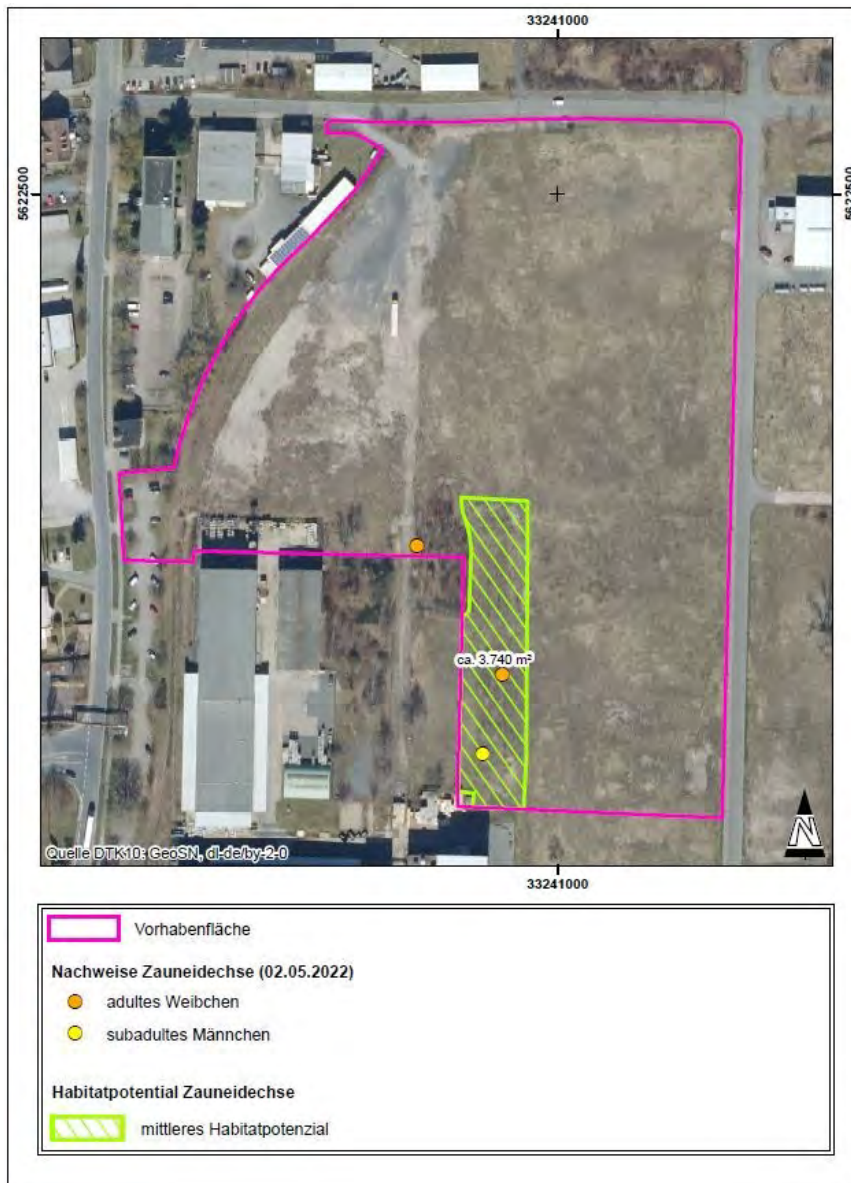 33241000
5622500
5622500
ca. 3.740 m²
N
Quelle DTK10: GeoSN, dl-de/by-2-0
33241000
Vorhabenfläche
Nachweise Zauneidechse (02.05.2022)
adultes Weibchen
subadultes Männchen
Habitatpotential Zauneidechse
mittleres Habitatpotenzial